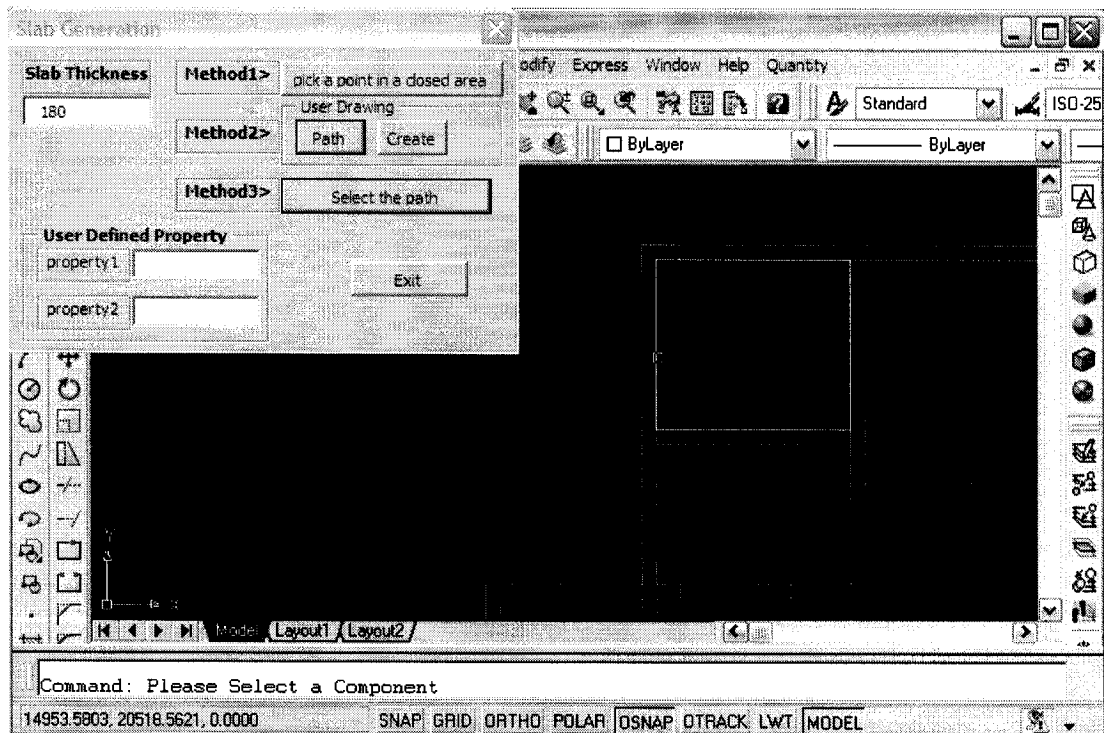 Slab Generation
Slab Thickness
180
Method1>
pick a point in a closed area
User Drawing
Method2>
Path
Create
Method3>
Select the path
User Defined Property
property1
property2
Exit
odify Express Window Help Quantity
Standard
ISO-25
ByLayer
ByLayer
Y
X
Model Layout1 Layout2
Command: Please Select a Component
14953.5803, 20518.5621, 0.0000 SNAP GRID ORTHO POLAR OSNAP OTRACK LWT MODEL